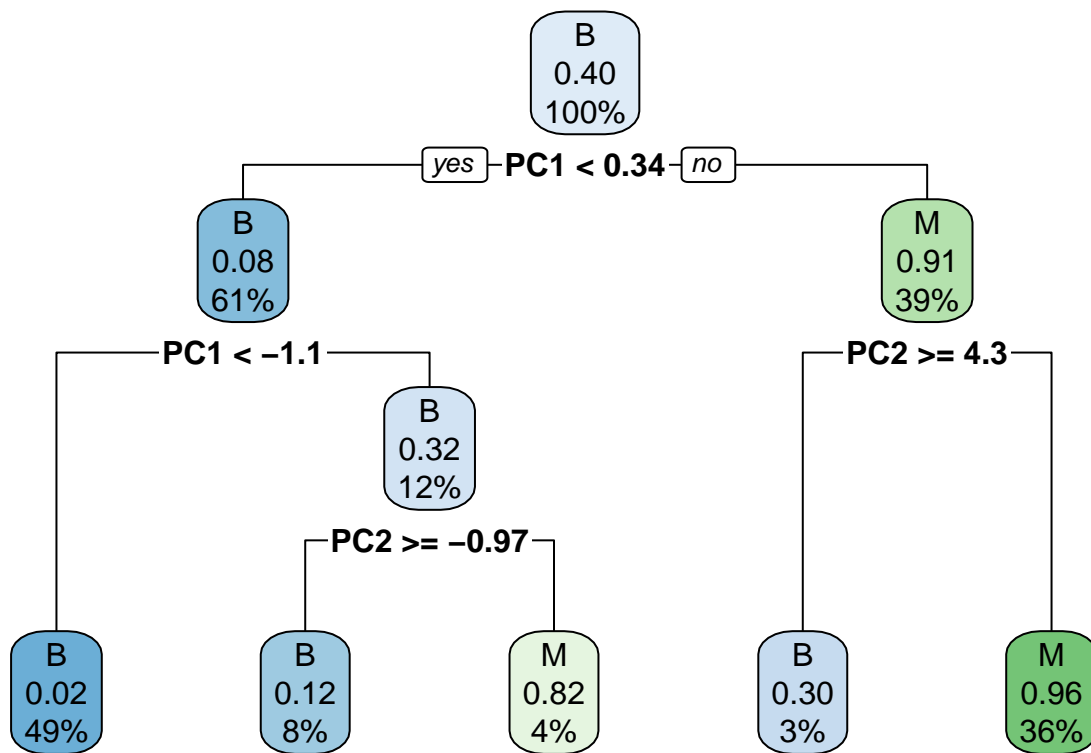 B
0.40
100%
yes PC1 < 0.34 no
B
0.08
61%
M
0.91
39%
PC1 < −1.1
PC2 >= 4.3
B
0.32
12%
PC2 >= −0.97
B
0.02
49%
B
0.12
8%
M
0.82
4%
B
0.30
3%
M
0.96
36%